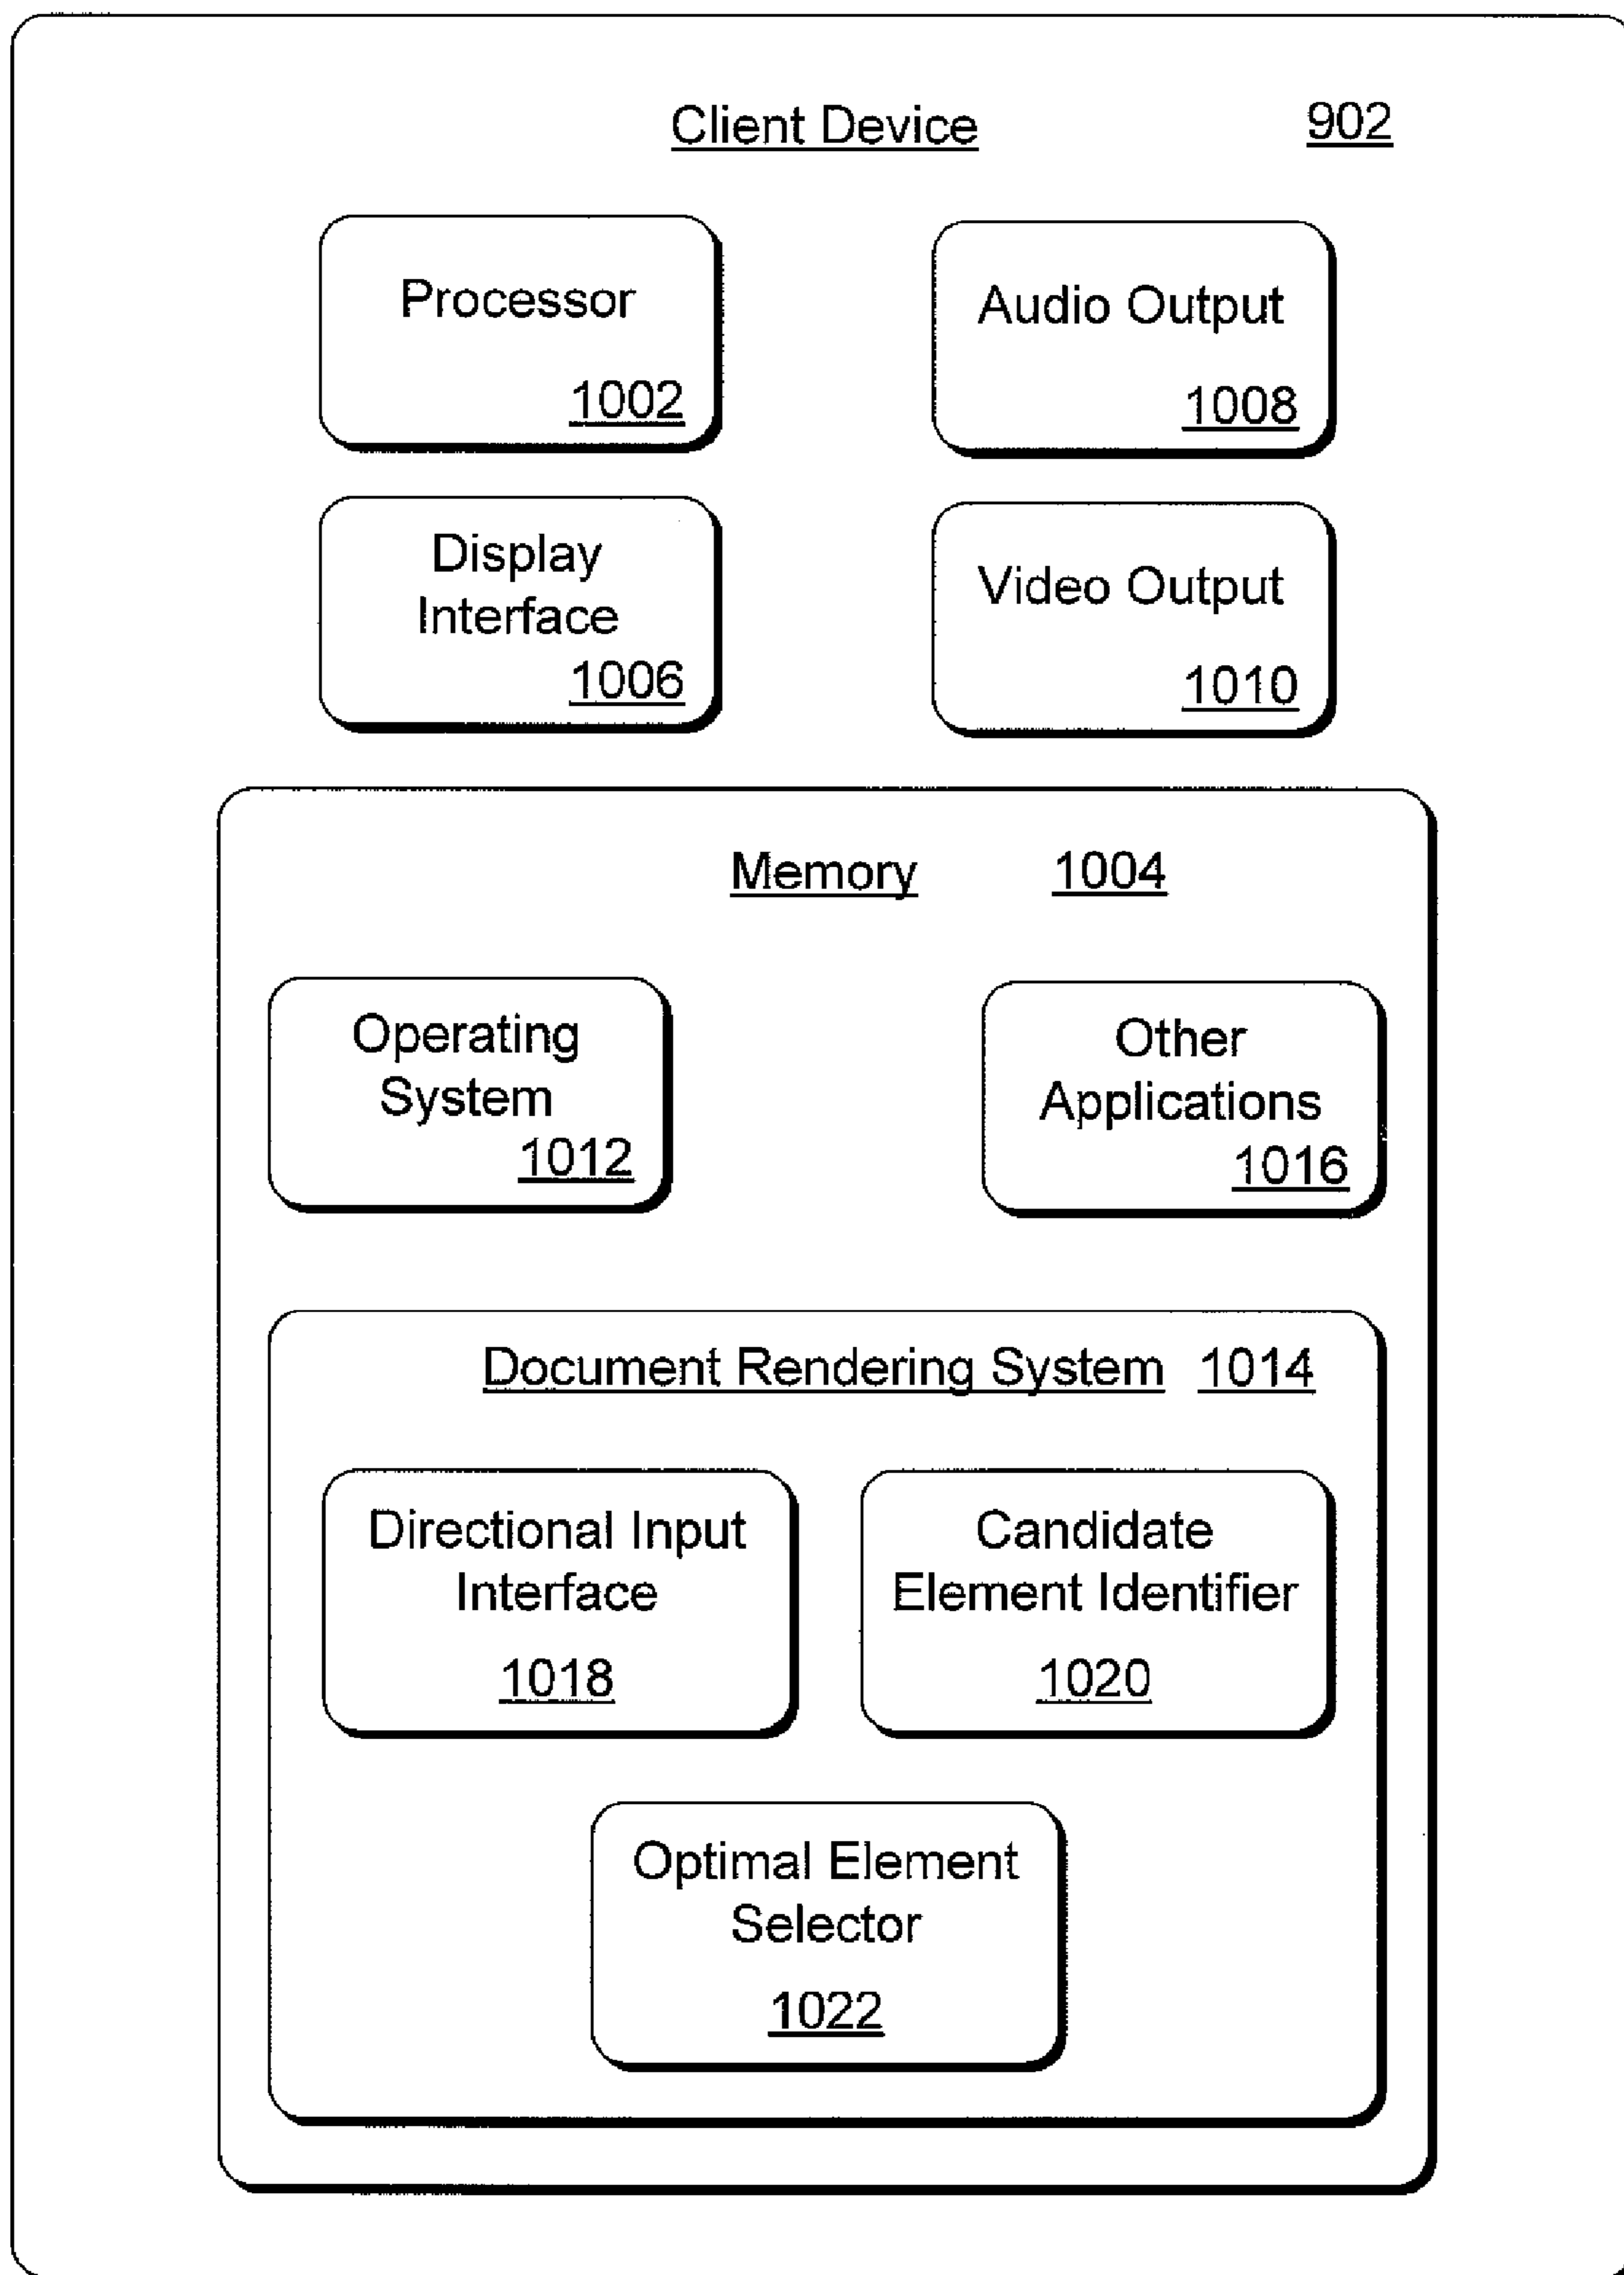 Client Device 902
Processor
1002
Audio Output
1008
Display
Interface
1006
Video Output
1010
Memory 1004
Operating
System
1012
Other
Applications
1016
Document Rendering System 1014
Directional Input
Interface
1018
Candidate
Element Identifier
1020
Optimal Element
Selector
1022